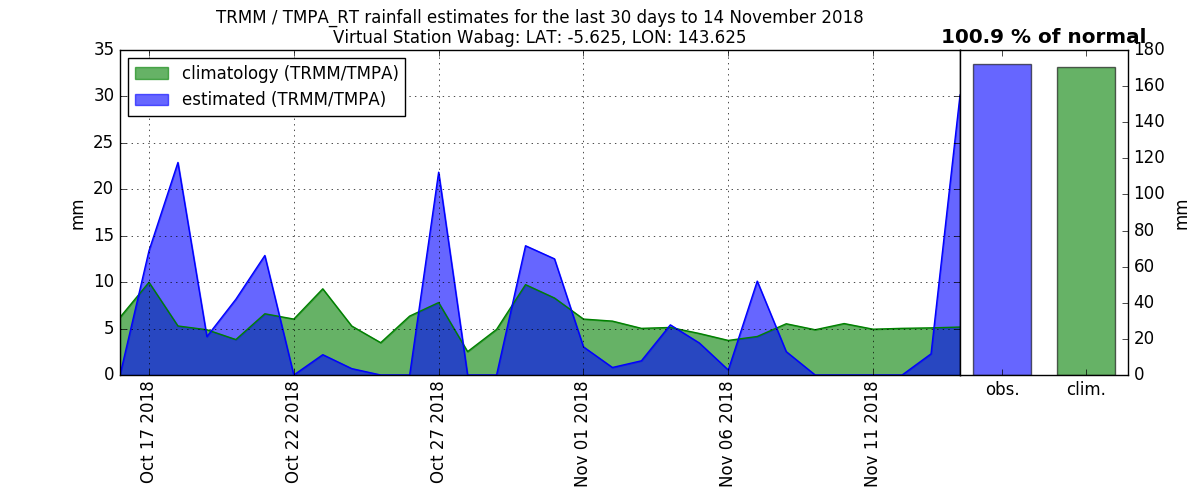 TRMM / TMPA_RT rainfall estimates for the last 30 days to 14 November 2018
Virtual Station Wabag: LAT: -5.625, LON: 143.625
100.9 % of normal
climatology (TRMM/TMPA)
estimated (TRMM/TMPA)
mm
35
30
25
20
15
10
5
0
Oct 17 2018
Oct 22 2018
Oct 27 2018
Nov 01 2018
Nov 06 2018
Nov 11 2018
180
160
140
120
100
80
60
40
20
0
mm
obs.
clim.